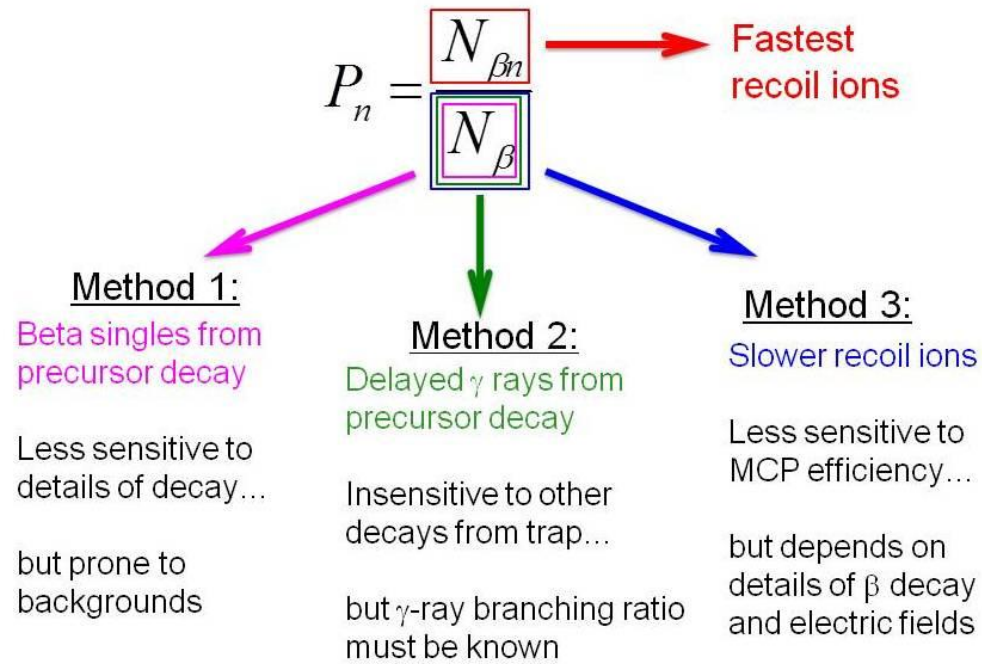 P_n = N_βn / N_β
Fastest
recoil ions
Method 1:
Beta singles from
precursor decay
Less sensitive to
details of decay...
but prone to
backgrounds
Method 2:
Delayed γ rays from
precursor decay
Insensitive to other
decays from trap...
but γ-ray branching ratio
must be known
Method 3:
Slower recoil ions
Less sensitive to
MCP efficiency...
but depends on
details of β decay
and electric fields